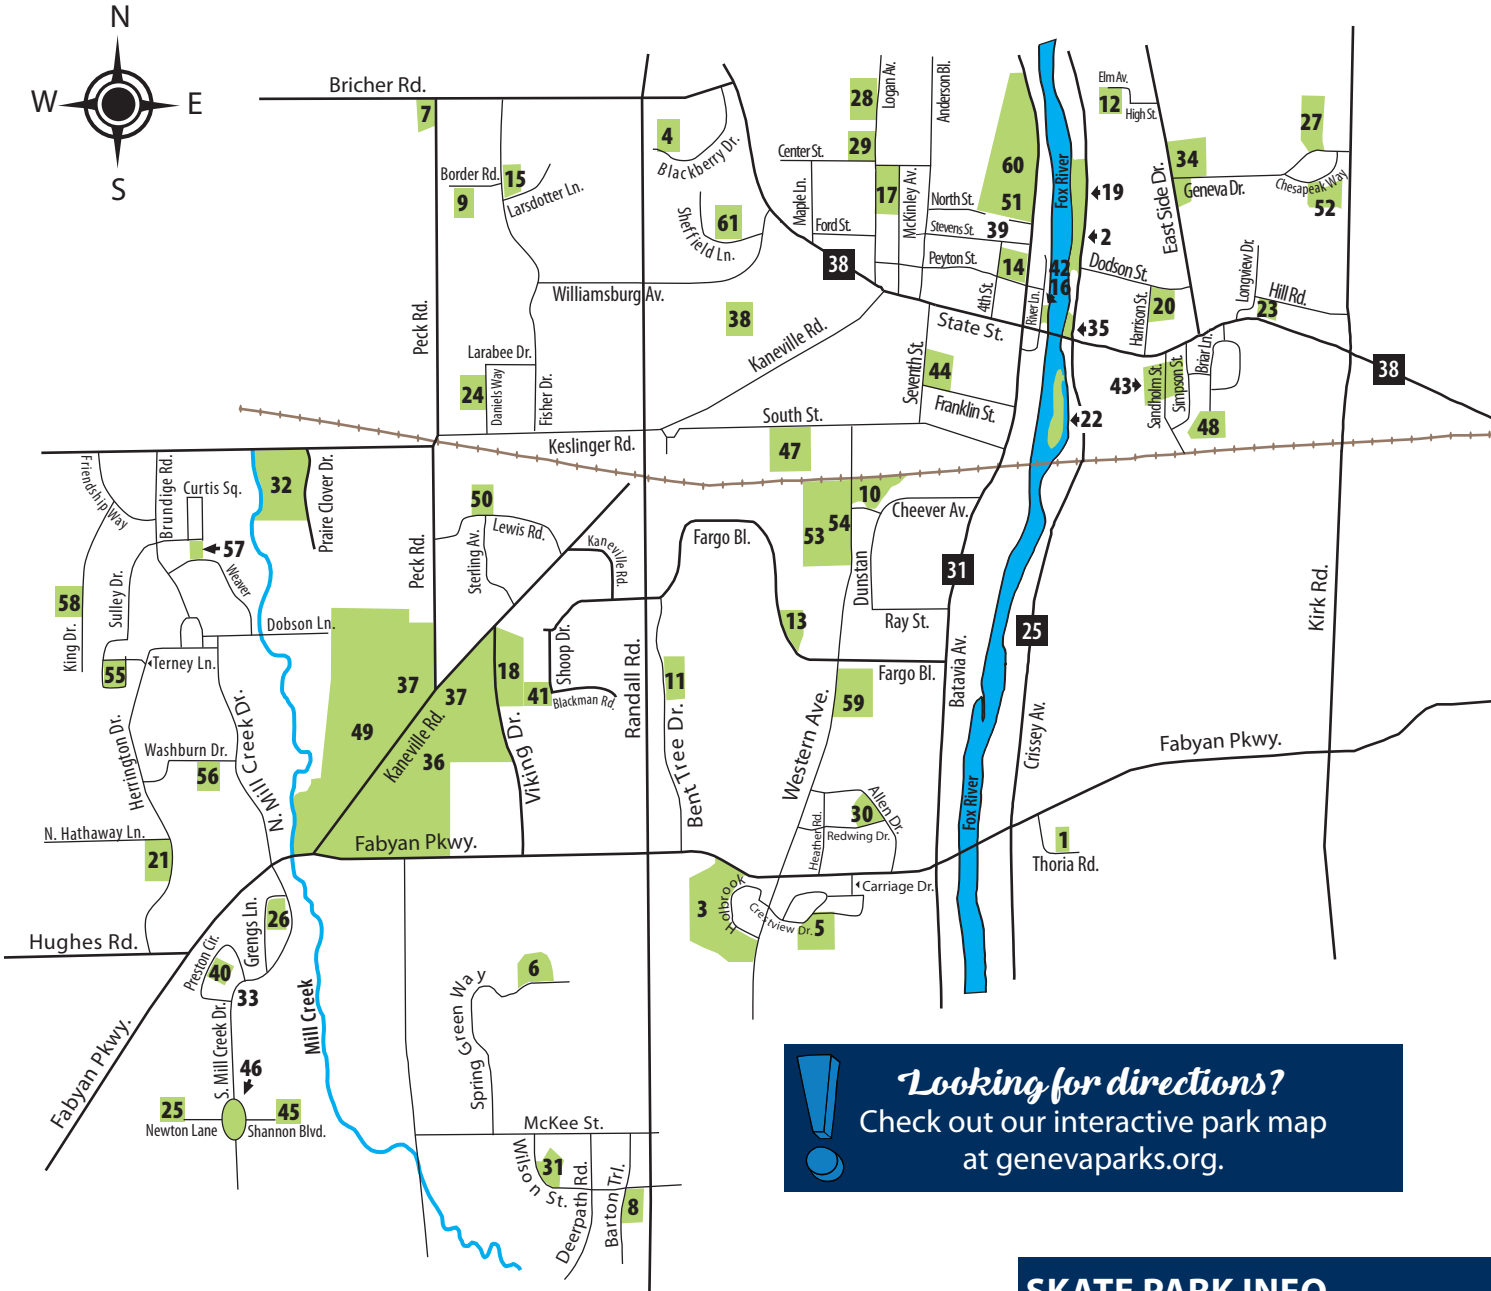 N
W
E
S
Bricher Rd.
7
4
Blackberry Dr.
28
Logan Av.
Anderson Bl.
Center St.
29
60
Fox River
Elm Av.
12
High St.
27
34
Geneva Dr.
Chesapeak Way
52
East Side Dr.
Border Rd.
15
9
Larsdotter Ln.
Sheffield Ln.
61
Maple Ln.
Ford St.
17
McKinley Av.
North St.
51
Stevens St.
39
19
2
38
Peyton St.
14
42
16
4th St.
River Ln.
Dodson St.
Harrison St.
20
Longview Dr.
Hill Rd.
23
Williamsburg Av.
Peck Rd.
38
Kaneville Rd.
State St.
35
Larabee Dr.
24
Daniels Way
Fisher Dr.
Seventh St.
44
Franklin St.
43
Sandholm St.
Simpson St.
Briar Ln.
38
22
48
South St.
Keslinger Rd.
47
Friendship Way
Brundige Rd.
Curtis Sq.
32
Prairie Clover Dr.
50
Lewis Rd.
Sterling Av.
Peck Rd.
Kaneville Rd.
Fargo Bl.
10
54
53
Cheever Av.
57
Weaver
Sulley Dr.
58
King Dr.
Dunstan
31
Ray St.
25
Kirk Rd.
Dobson Ln.
13
Terney Ln.
55
Shoop Dr.
18
41
Blackman Rd.
37
37
Randall Rd.
11
Fargo Bl.
Batavia Av.
59
49
Kaneville Rd.
36
Viking Dr.
Bent Tree Dr.
Western Ave.
Crissey Av.
Fabyan Pkwy.
Herrington Dr.
Washburn Dr.
56
N. Mill Creek Dr.
N. Hathaway Ln.
21
Fabyan Pkwy.
Heather Rd.
30
Allen Dr.
Redwing Dr.
Fox River
1
Thoria Rd.
Carriage Dr.
3
Holbrook
Crestview Dr.
5
Hughes Rd.
Grengs Ln.
26
Preston Cir.
40
33
S. Mill Creek Dr.
Mill Creek
Spring Green Way
6
Fabyan Pkwy.
46
25
45
Newton Lane
Shannon Blvd.
McKee St.
Wilson St.
31
Deerpath Rd.
Barton Trl.
8
Looking for directions?
Check out our interactive park map
at genevaparks.org.
SKATE PARK INFO